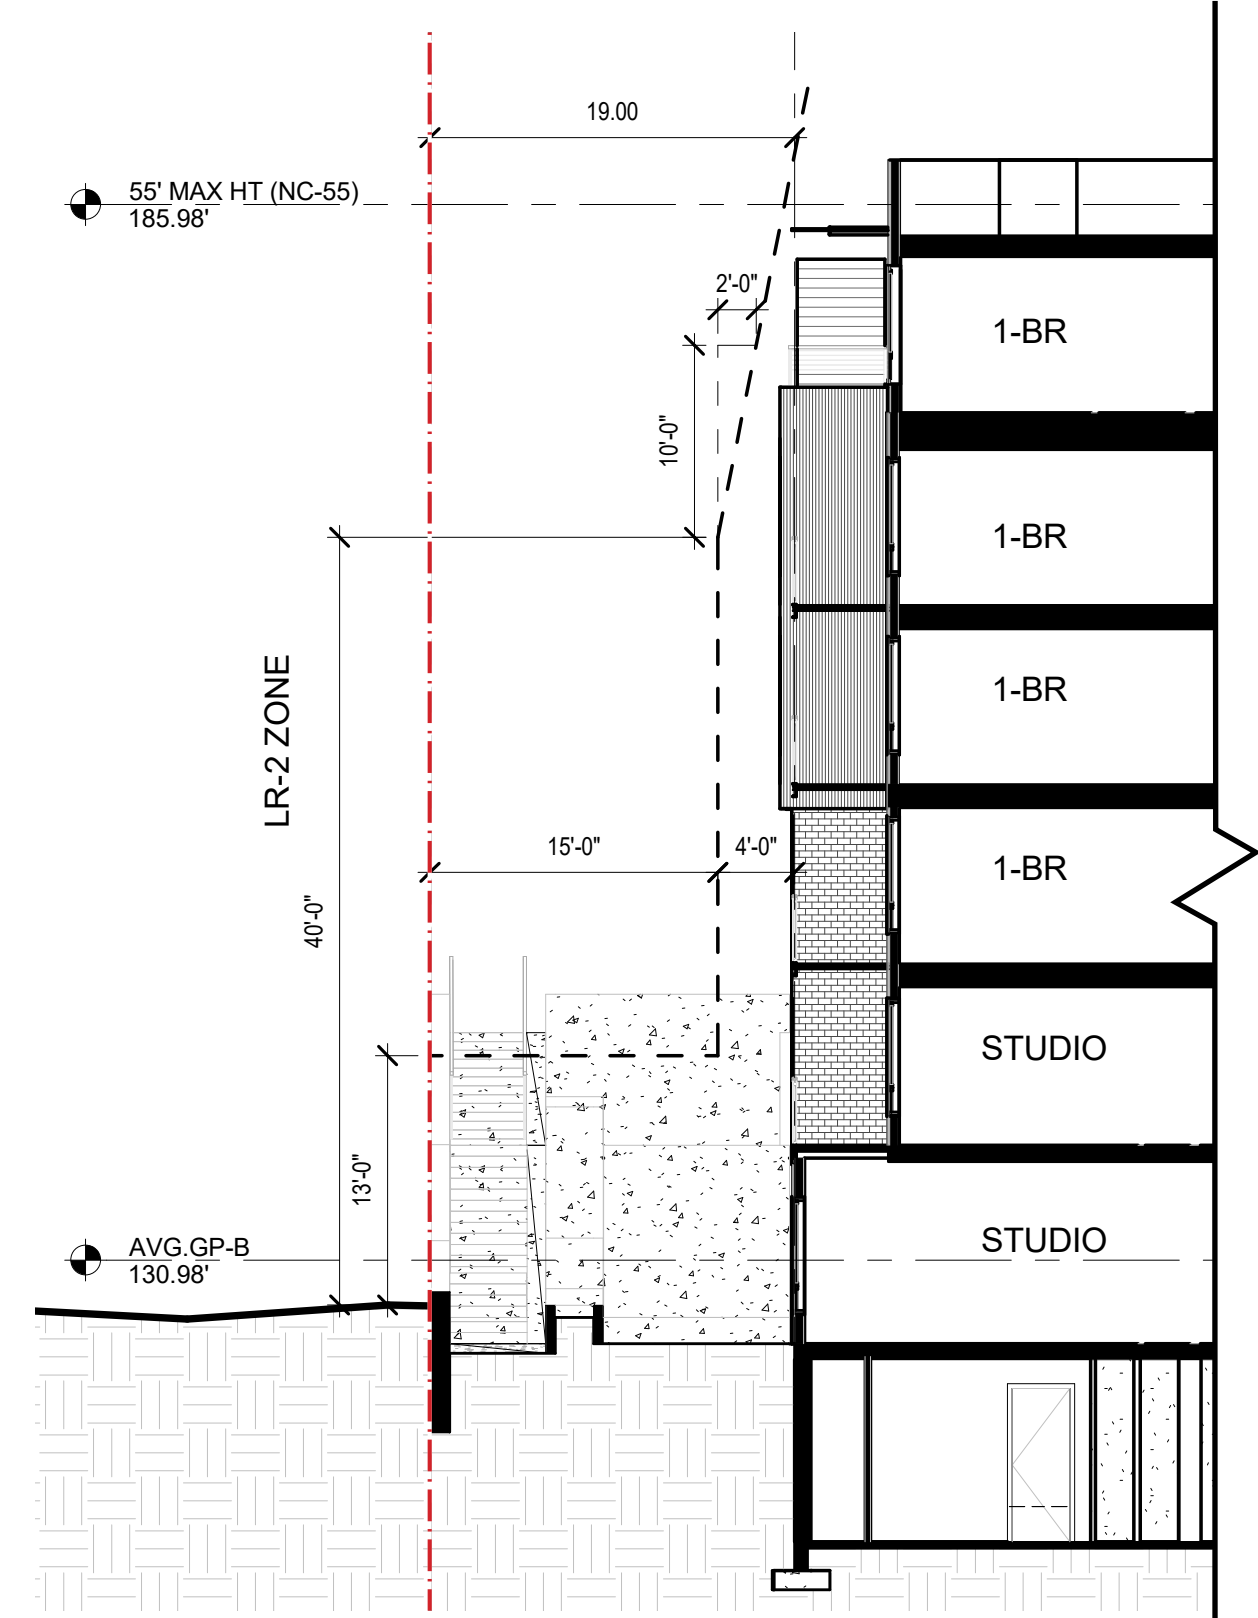 19.00
55' MAX HT (NC-55)
185.98'
2'-0"
1-BR
10'-0"
1-BR
LR-2 ZONE
1-BR
15'-0"
4'-0"
1-BR
40'-0"
STUDIO
13'-0"
AVG.GP-B
130.98'
STUDIO